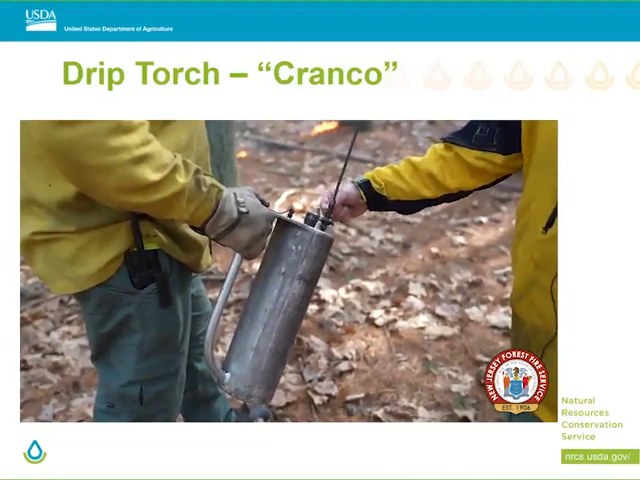 USDA
United States Department of Agriculture
Drip Torch – “Cranco”
NEW JERSEY FOREST FIRE SERVICE
EST. 1906
Natural
Resources
Conservation
Service
nrcs.usda.gov/